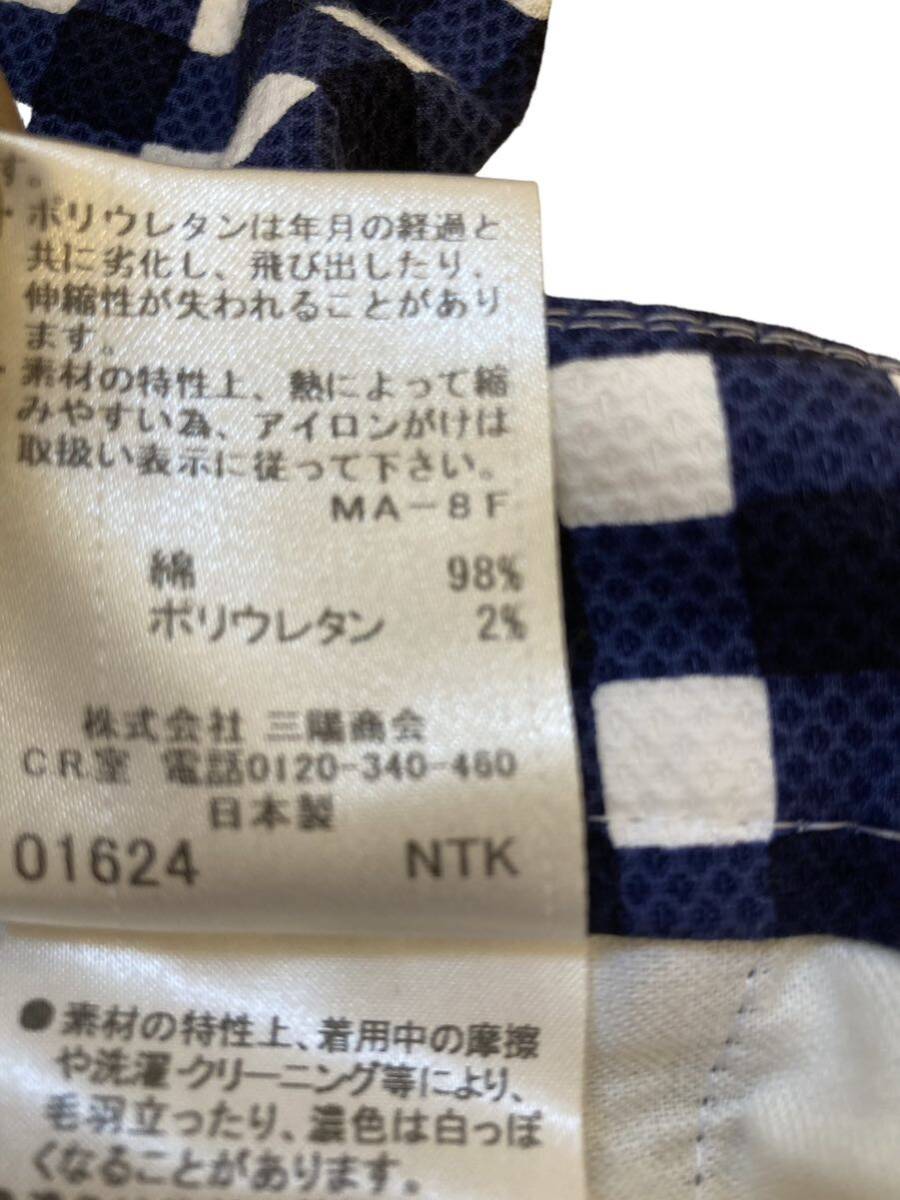 す。
・ポリウレタンは年月の経過と
共に劣化し、飛び出したり、
伸縮性が失われることがあり
ます。
・素材の特性上、熱によって縮
みやすい為、アイロンがけは
取扱い表示に従って下さい。
MA-8F
綿 98%
ポリウレタン 2%
株式会社 三陽商会
C.R.室 電話0120-340-460
日本製
01624 NTK
●素材の特性上、着用中の摩擦
や洗濯・クリーニング等により、
毛羽立ったり、濃色は白っぽ
くなることがあります。